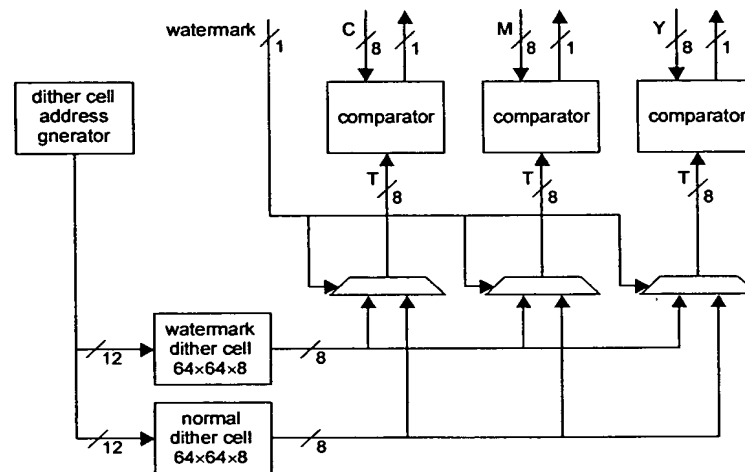 watermark 1 C 8 1 M 8 1 Y 8 1
dither cell
address
gnerator
comparator comparator comparator
T 8 T 8 T 8
watermark
dither cell
64×64×8
12 8
normal
dither cell
64×64×8
12 8